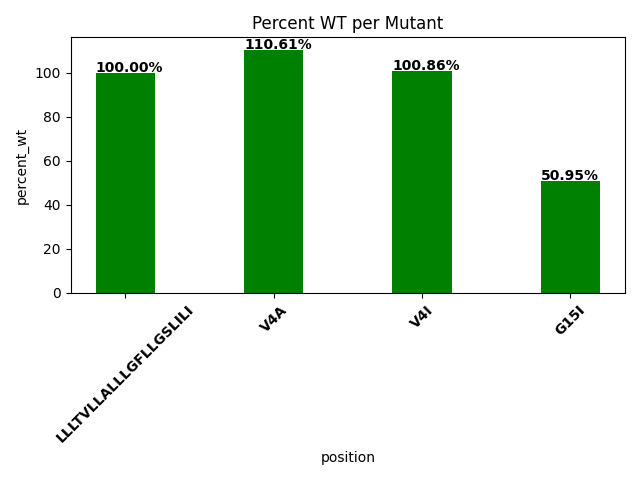 Percent WT per Mutant
100.00%
110.61%
100.86%
50.95%
percent_wt
100
80
60
40
20
0
LLLTVLLALLLGFLLGSLILI
V4A
V4I
G15I
position